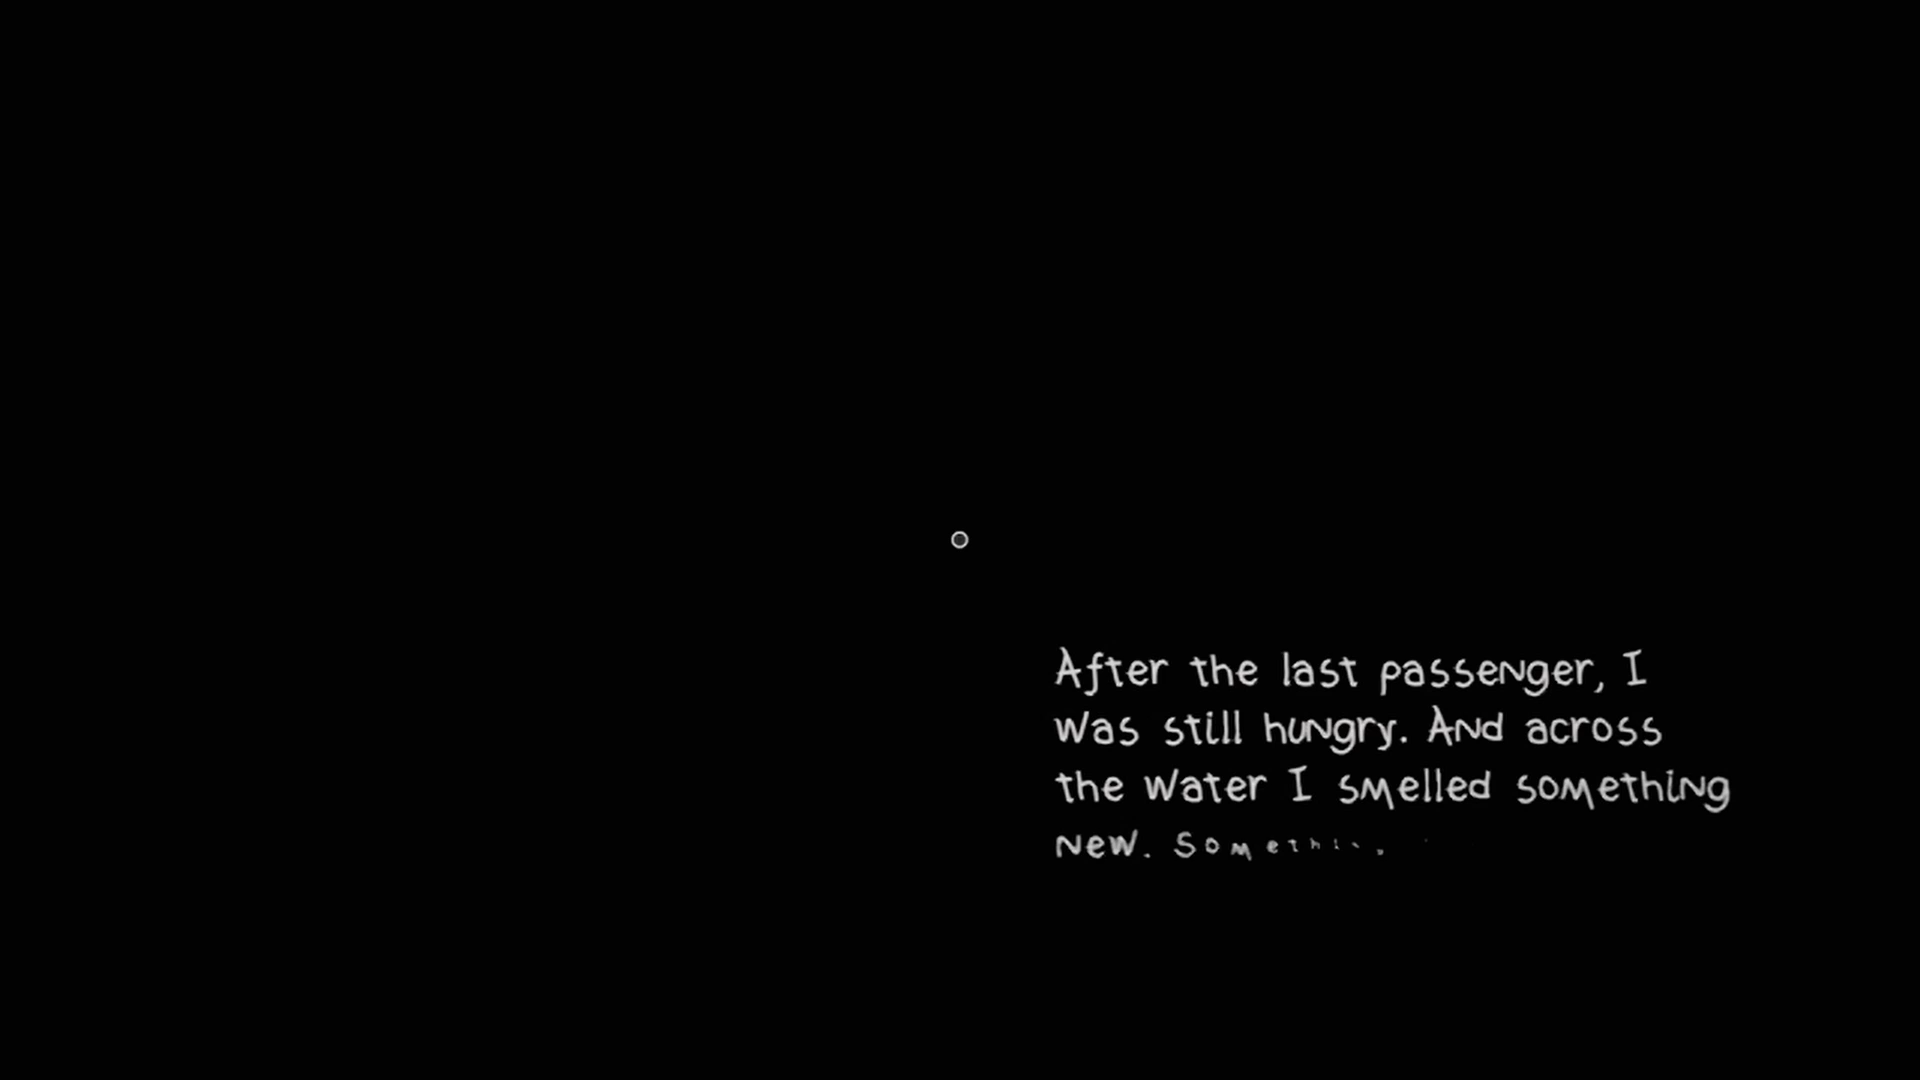 After the last passenger, I
was still hungry. And across
the water I smelled something
new.